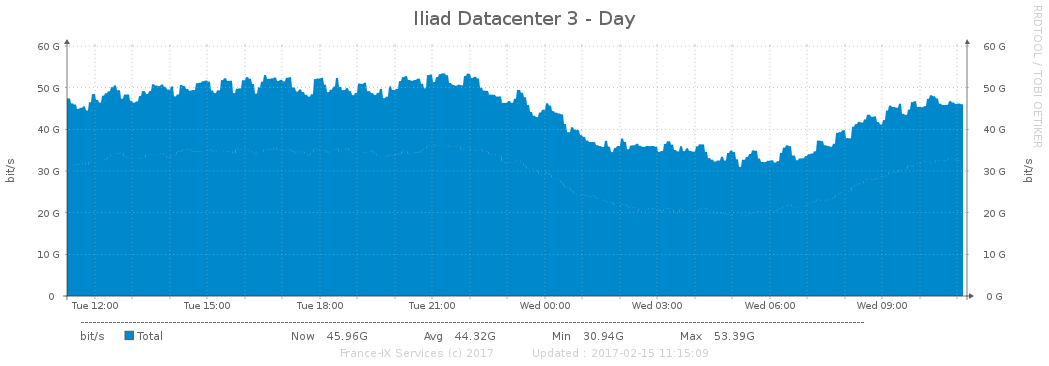 Iliad Datacenter 3 - Day
RRDTOOL / TOBI OETIKER
60 G 60 G
50 G 50 G
40 G 40 G
30 G 30 G
20 G 20 G
10 G 10 G
0 0 G
bit/s bit/s
Tue 12:00 Tue 15:00 Tue 18:00 Tue 21:00 Wed 00:00 Wed 03:00 Wed 06:00 Wed 09:00
bit/s Total Now 45.96G Avg 44.32G Min 30.94G Max 53.39G
France-IX Services (c) 2017 Updated : 2017-02-15 11:15:09